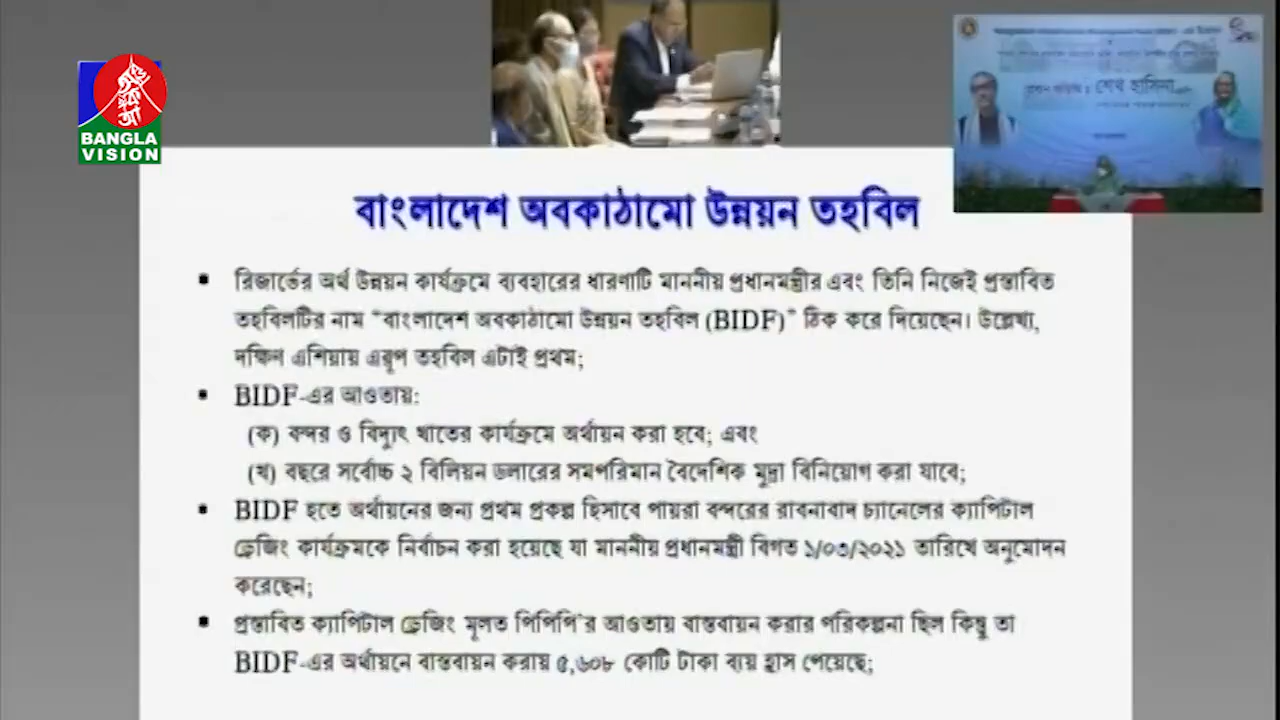 BANGLA
VISION
প্রধান অতিথি : শেখ হাসিনা
বাংলাদেশ অবকাঠামো উন্নয়ন তহবিল
▪ রিজার্ভের অর্থ উন্নয়ন কার্যক্রমে ব্যবহারের ধারণাটি মাননীয় প্রধানমন্ত্রীর এবং তিনি নিজেই প্রস্তাবিত
তহবিলটির নাম “বাংলাদেশ অবকাঠামো উন্নয়ন তহবিল (BIDF)” ঠিক করে দিয়েছেন। উল্লেখ্য,
দক্ষিণ এশিয়ায় এরূপ তহবিল এটাই প্রথম;
▪ BIDF-এর আওতায়:
(ক) বন্দর ও বিদ্যুৎ খাতের কার্যক্রমে অর্থায়ন করা হবে; এবং
(খ) বছরে সর্বোচ্চ ২ বিলিয়ন ডলারের সমপরিমান বৈদেশিক মুদ্রা বিনিয়োগ করা যাবে;
▪ BIDF হতে অর্থায়নের জন্য প্রথম প্রকল্প হিসাবে পায়রা বন্দরের রাবনাবাদ চ্যানেলের ক্যাপিটাল
ড্রেজিং কার্যক্রমকে নির্বাচন করা হয়েছে যা মাননীয় প্রধানমন্ত্রী বিগত ১/০৩/২০২১ তারিখে অনুমোদন
করেছেন;
▪ প্রস্তাবিত ক্যাপিটাল ড্রেজিং মূলত পিপিপি'র আওতায় বাস্তবায়ন করার পরিকল্পনা ছিল কিন্তু তা
BIDF-এর অর্থায়নে বাস্তবায়ন করায় ৫,৬০৮ কোটি টাকা ব্যয় হ্রাস পেয়েছে;